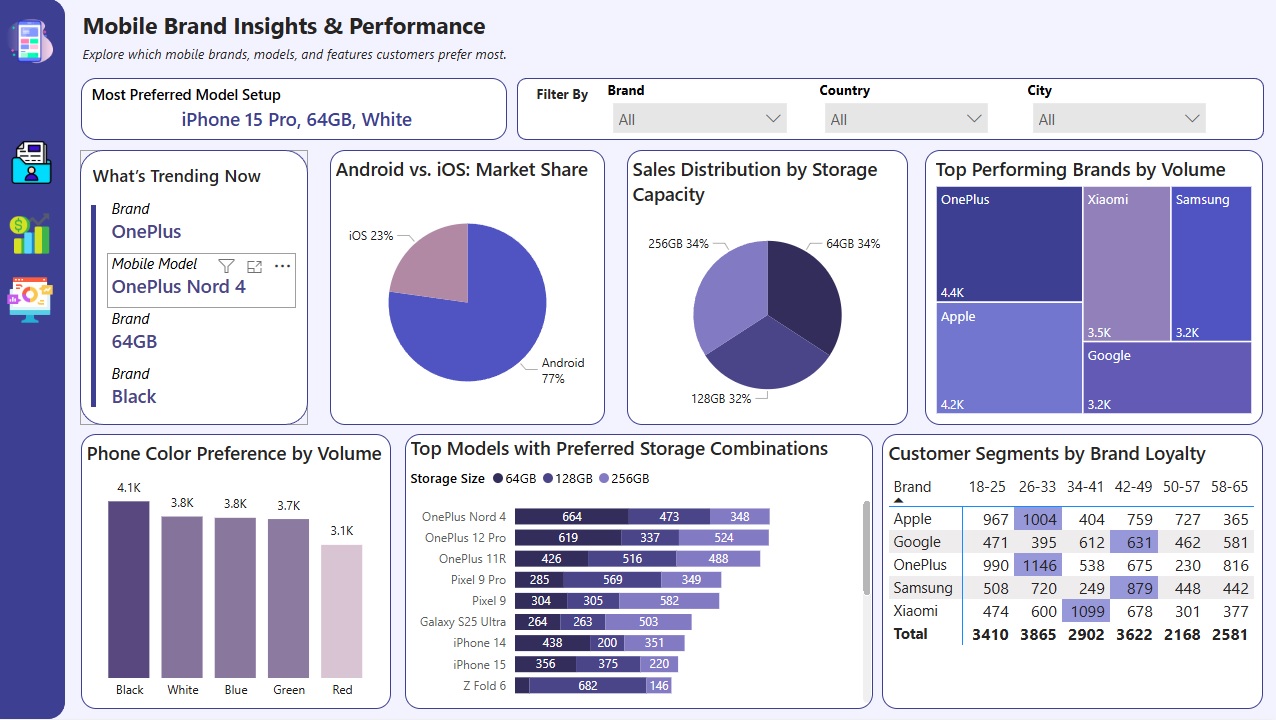 Mobile Brand Insights & Performance
Explore which mobile brands, models, and features customers prefer most.
Most Preferred Model Setup
iPhone 15 Pro, 64GB, White
Filter By
Brand
All
Country
All
City
All
What's Trending Now
Brand
OnePlus
Mobile Model
OnePlus Nord 4
Brand
64GB
Brand
Black
Android vs. iOS: Market Share
iOS 23%
Android
77%
Sales Distribution by Storage
Capacity
256GB 34%
64GB 34%
128GB 32%
Top Performing Brands by Volume
OnePlus
4.4K
Apple
4.2K
Xiaomi
3.5K
Samsung
3.2K
Google
3.2K
Phone Color Preference by Volume
4.1K
3.8K
3.8K
3.7K
3.1K
Black White Blue Green Red
Top Models with Preferred Storage Combinations
Storage Size 64GB 128GB 256GB
OnePlus Nord 4 664 473 348
OnePlus 12 Pro 619 337 524
OnePlus 11R 426 516 488
Pixel 9 Pro 285 569 349
Pixel 9 304 305 582
Galaxy S25 Ultra 264 263 503
iPhone 14 438 200 351
iPhone 15 356 375 220
Z Fold 6 682 146
Customer Segments by Brand Loyalty
Brand 18-25 26-33 34-41 42-49 50-57 58-65
Apple 967 1004 404 759 727 365
Google 471 395 612 631 462 581
OnePlus 990 1146 538 675 230 816
Samsung 508 720 249 879 448 442
Xiaomi 474 600 1099 678 301 377
Total 3410 3865 2902 3622 2168 2581